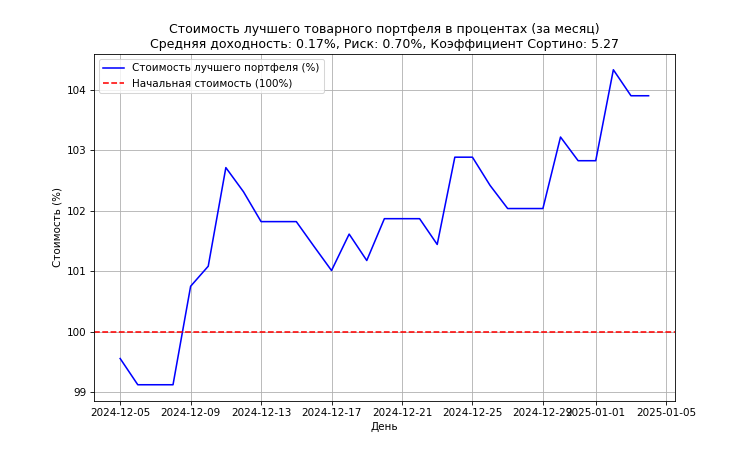 Стоимость лучшего товарного портфеля в процентах (за месяц)
Средняя доходность: 0.17%, Риск: 0.70%, Коэффициент Сортино: 5.27
Стоимость лучшего портфеля (%)
Начальная стоимость (100%)
Стоимость (%)
104
103
102
101
100
99
2024-12-05 2024-12-09 2024-12-13 2024-12-17 2024-12-21 2024-12-25 2024-12-29 2025-01-01 2025-01-05
День